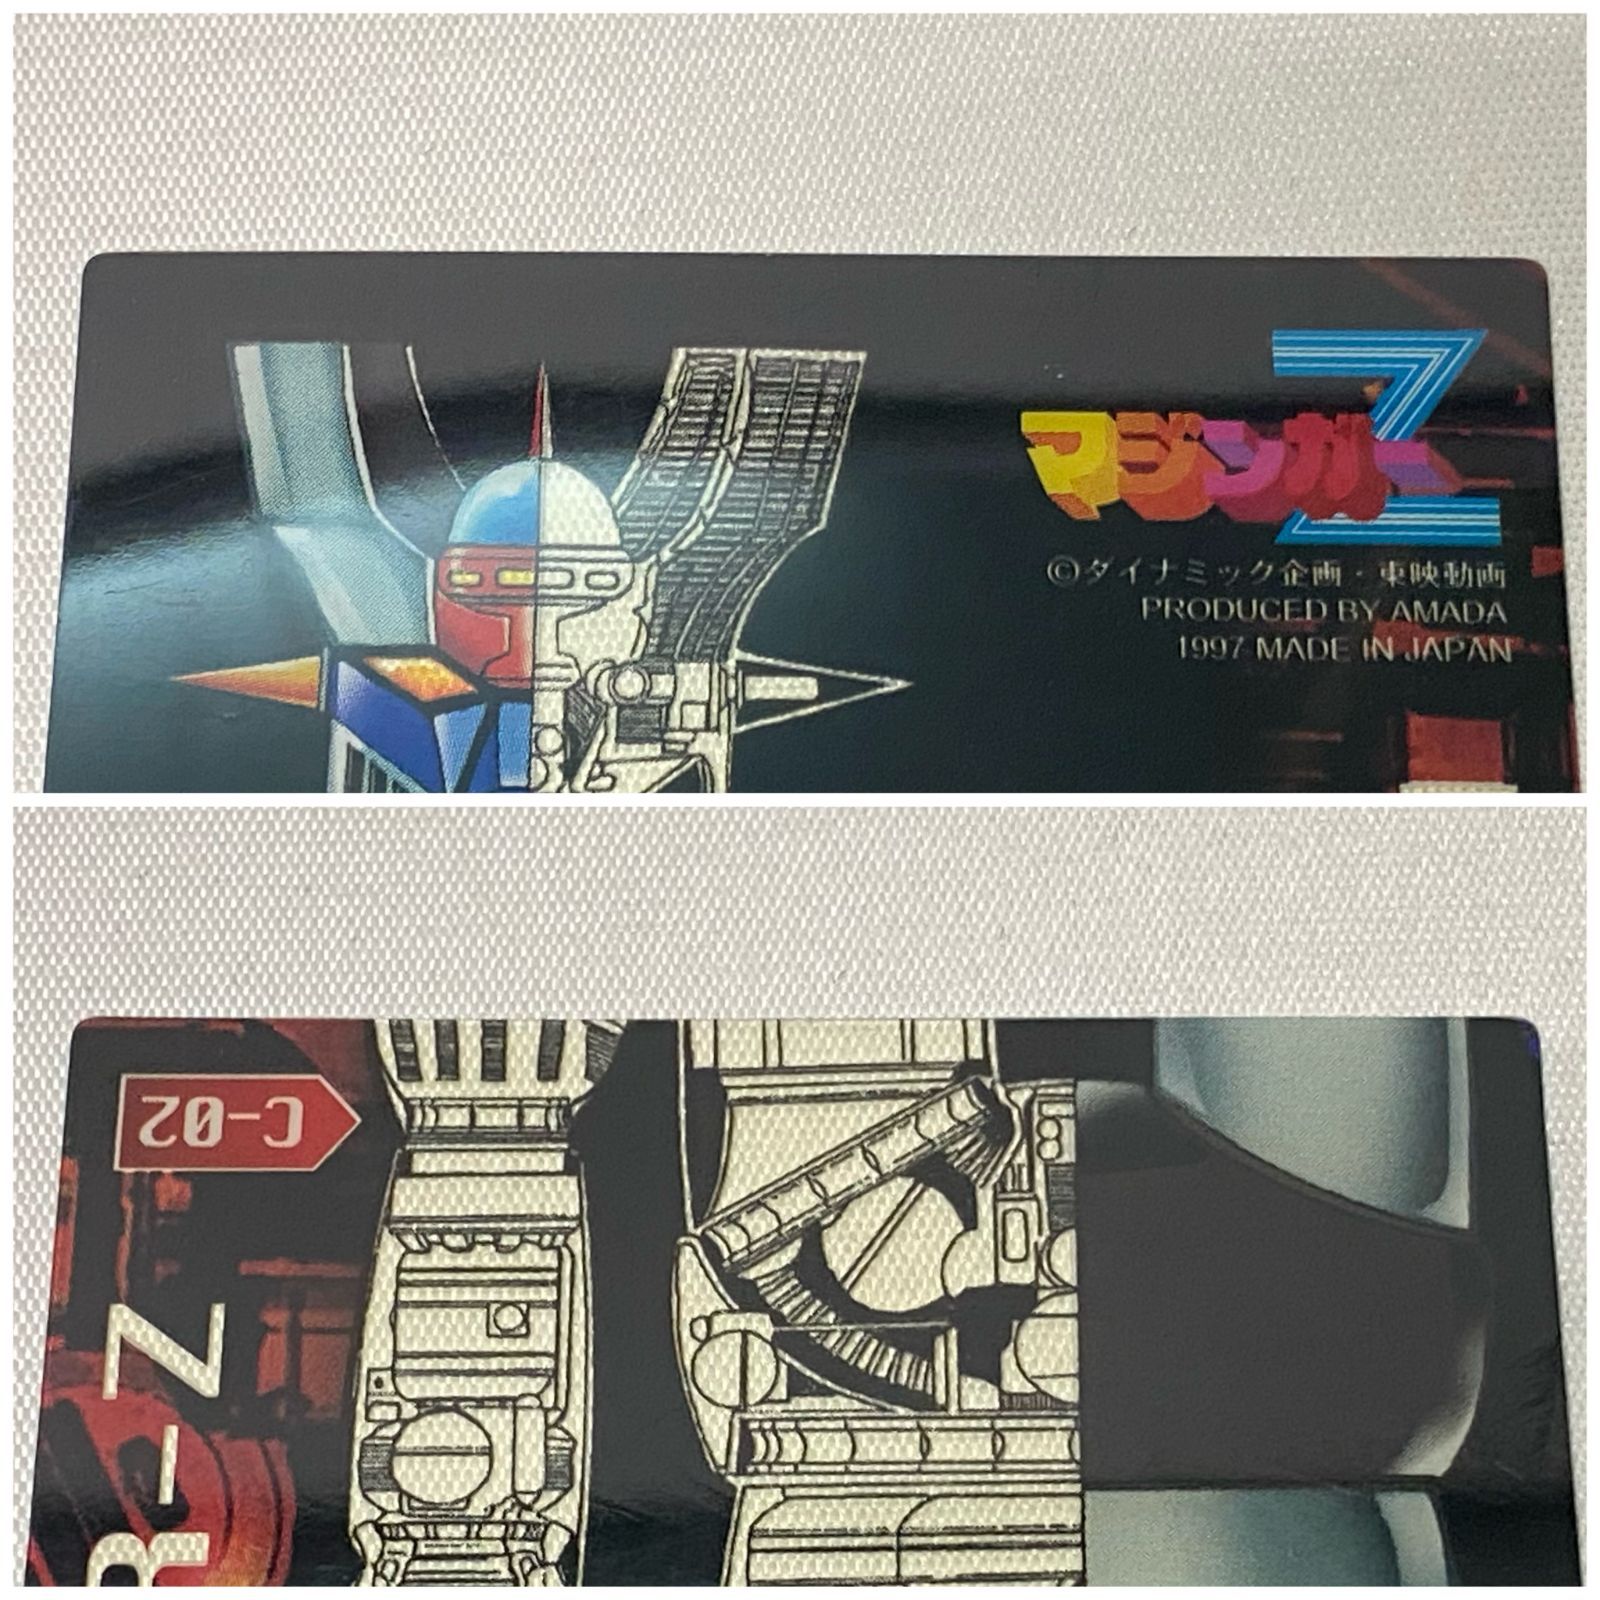 マジンガーZ
©ダイナミック企画・東映動画
PRODUCED BY AMADA
1997 MADE IN JAPAN
C-02
R-Z